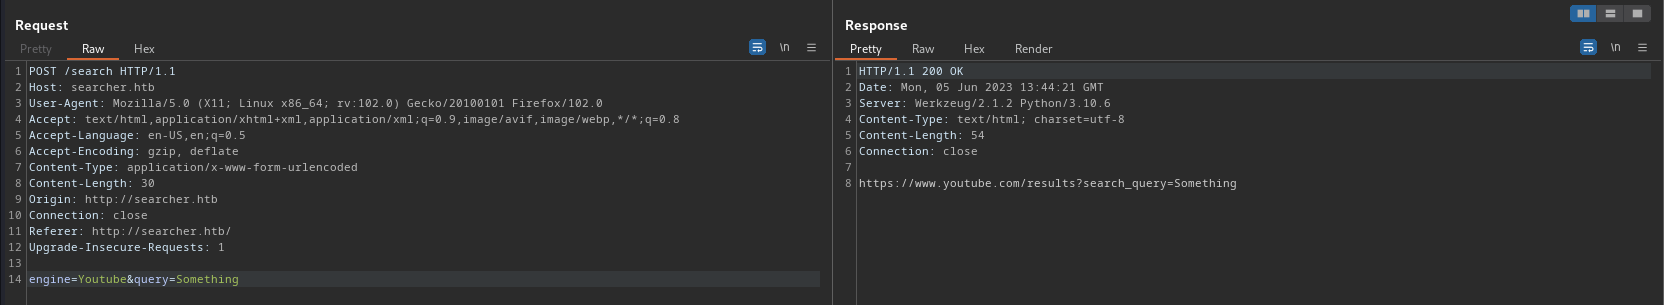 Request
Pretty Raw Hex \n
1 POST /search HTTP/1.1
2 Host: searcher.htb
3 User-Agent: Mozilla/5.0 (X11; Linux x86_64; rv:102.0) Gecko/20100101 Firefox/102.0
4 Accept: text/html,application/xhtml+xml,application/xml;q=0.9,image/avif,image/webp,*/*;q=0.8
5 Accept-Language: en-US,en;q=0.5
6 Accept-Encoding: gzip, deflate
7 Content-Type: application/x-www-form-urlencoded
8 Content-Length: 30
9 Origin: http://searcher.htb
10 Connection: close
11 Referer: http://searcher.htb/
12 Upgrade-Insecure-Requests: 1
13
14 engine=Youtube&query=Something
Response
Pretty Raw Hex Render \n
1 HTTP/1.1 200 OK
2 Date: Mon, 05 Jun 2023 13:44:21 GMT
3 Server: Werkzeug/2.1.2 Python/3.10.6
4 Content-Type: text/html; charset=utf-8
5 Content-Length: 54
6 Connection: close
7
8 https://www.youtube.com/results?search_query=Something